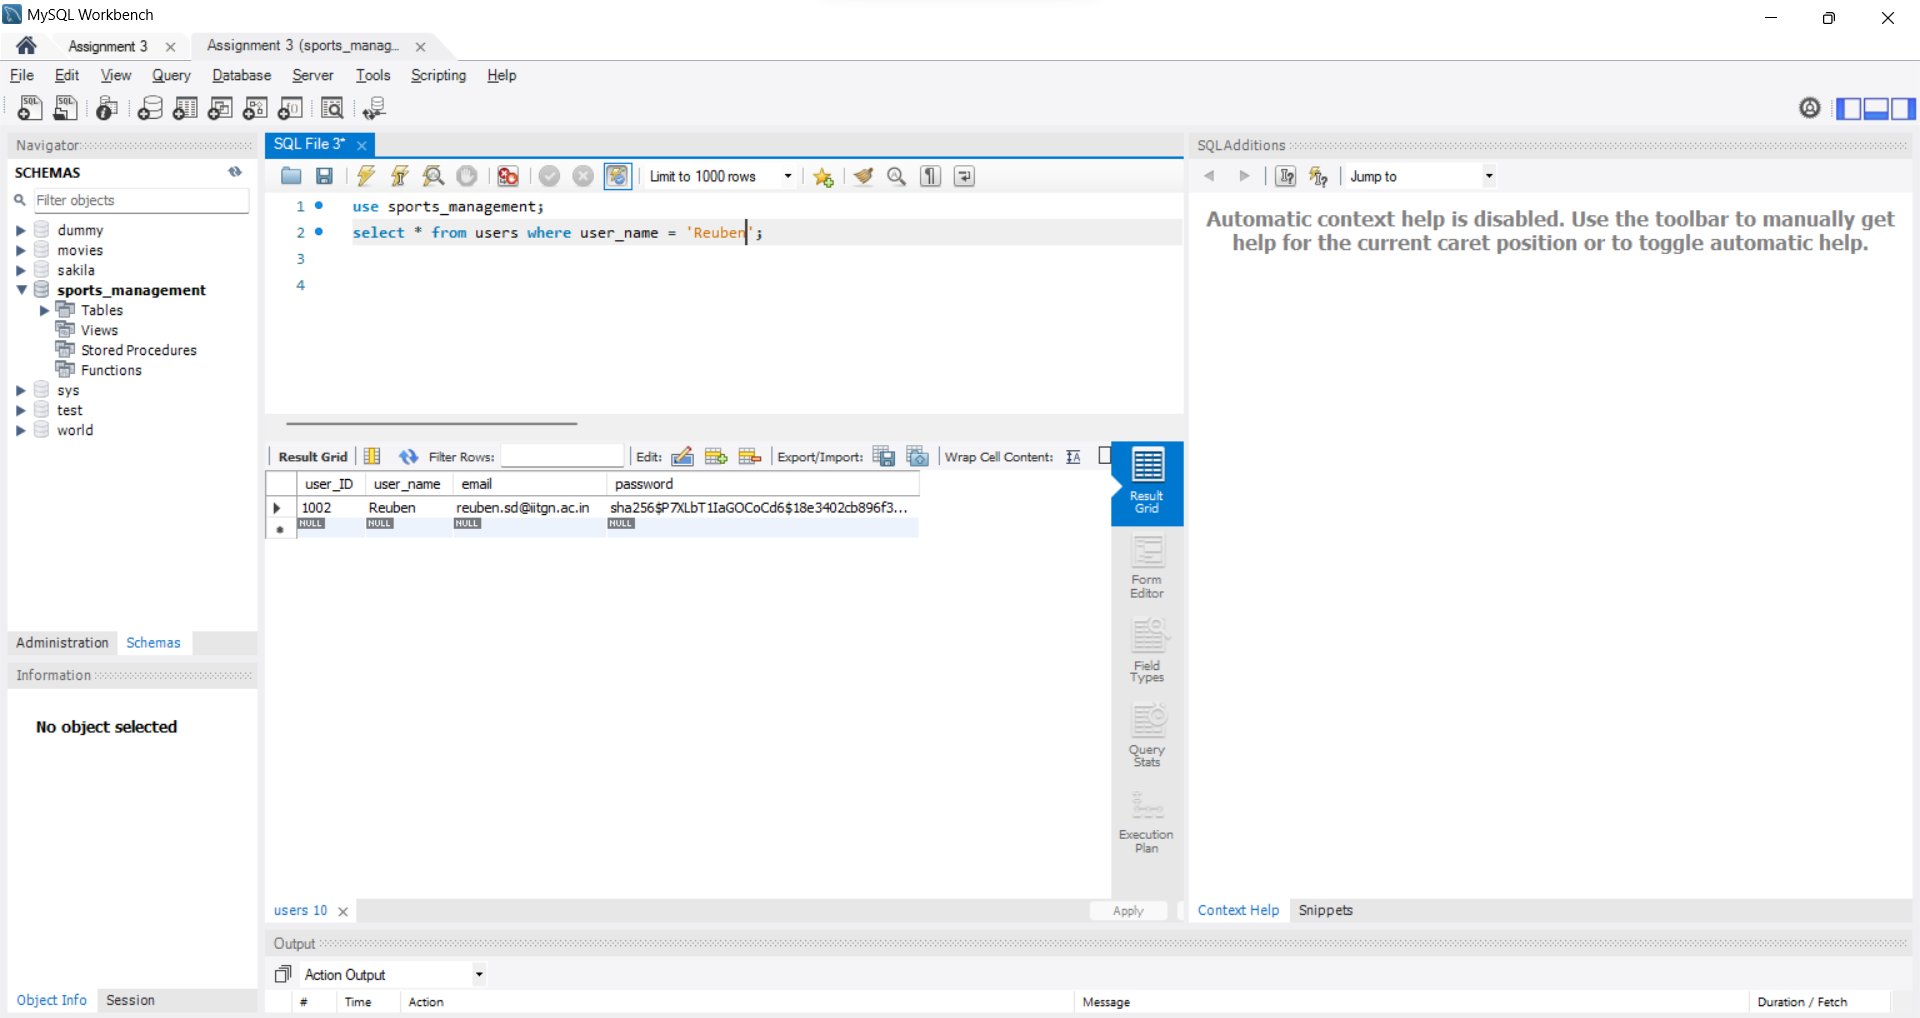 MySQL Workbench
Assignment 3
Assignment 3 (sports_manag...
File Edit View Query Database Server Tools Scripting Help
Navigator
SCHEMAS
Filter objects
dummy
movies
sakila
sports_management
Tables
Views
Stored Procedures
Functions
sys
test
world
Administration Schemas
Information
No object selected
Object Info Session
SQL File 3*
Limit to 1000 rows
1 use sports_management;
2 select * from users where user_name = 'Reuben';
3
4
Result Grid Filter Rows: Edit: Export/Import: Wrap Cell Content:
user_ID user_name email password
1002 Reuben reuben.sd@iitgn.ac.in sha256$P7XLbT1IaGOCoCd6$18e3402cb896f3...
NULL NULL NULL NULL
Result Grid
Form Editor
Field Types
Query Stats
Execution Plan
users 10
Apply
SQLAdditions
Jump to
Automatic context help is disabled. Use the toolbar to manually get
help for the current caret position or to toggle automatic help.
Context Help Snippets
Output
Action Output
# Time Action Message Duration / Fetch